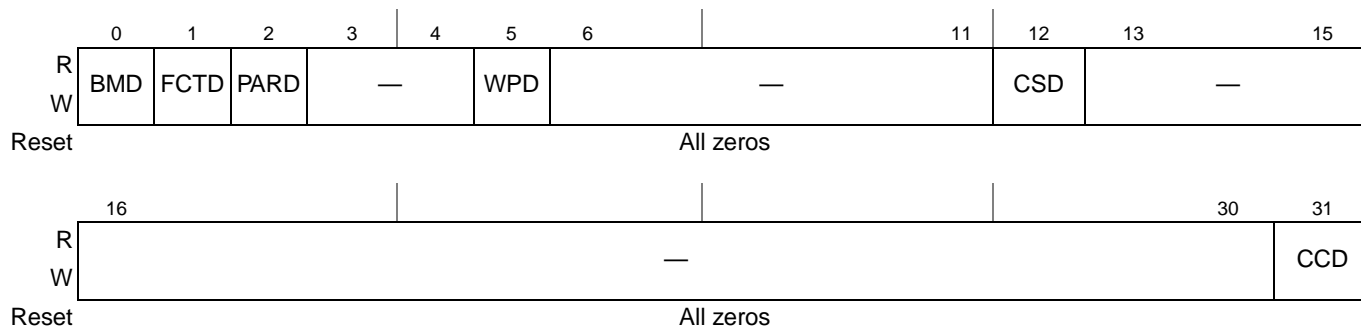 0 1 2 3 4 5 6 11 12 13 15
R
BMD FCTD PARD — WPD — CSD —
W
Reset All zeros
16 30 31
R
— CCD
W
Reset All zeros